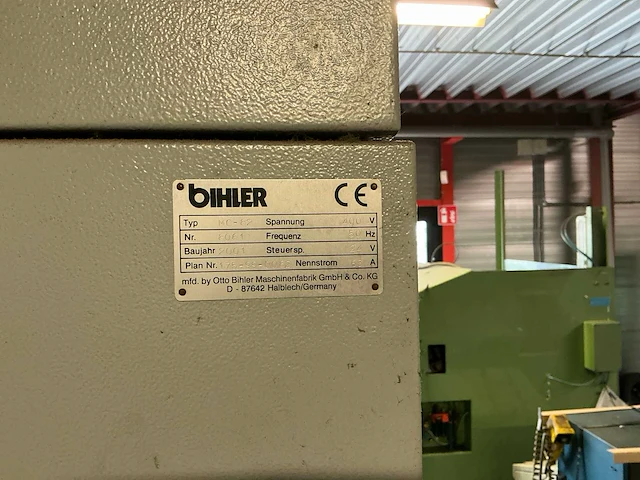 bihler CE
Typ Spannung V
Nr. Frequenz Hz
Baujahr Steuersp. V
Plan Nr. Nennstrom A
mfd. by Otto Bihler Maschinenfabrik GmbH & Co. KG
D - 87642 Halblech/Germany